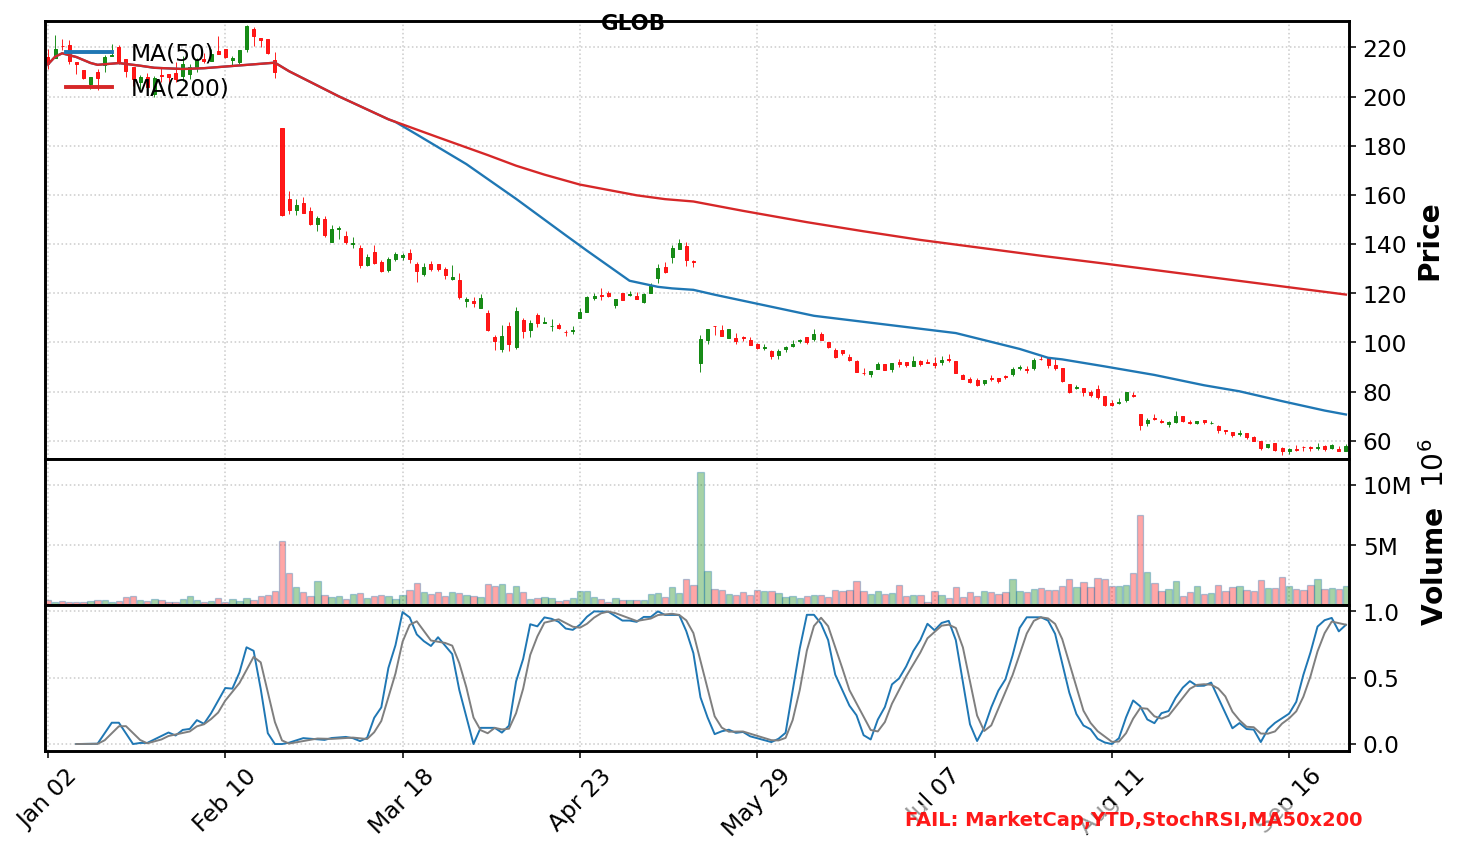 GLOB
MA(50)
MA(200)
220
200
180
160
140
120
100
80
60
Price
10M
5M
Volume 10⁶
1.0
0.5
0.0
Jan 02
Feb 10
Mar 18
Apr 23
May 29
Jul 07
Aug 11
Sep 16
FAIL: MarketCap,YTD,StochRSI,MA50x200